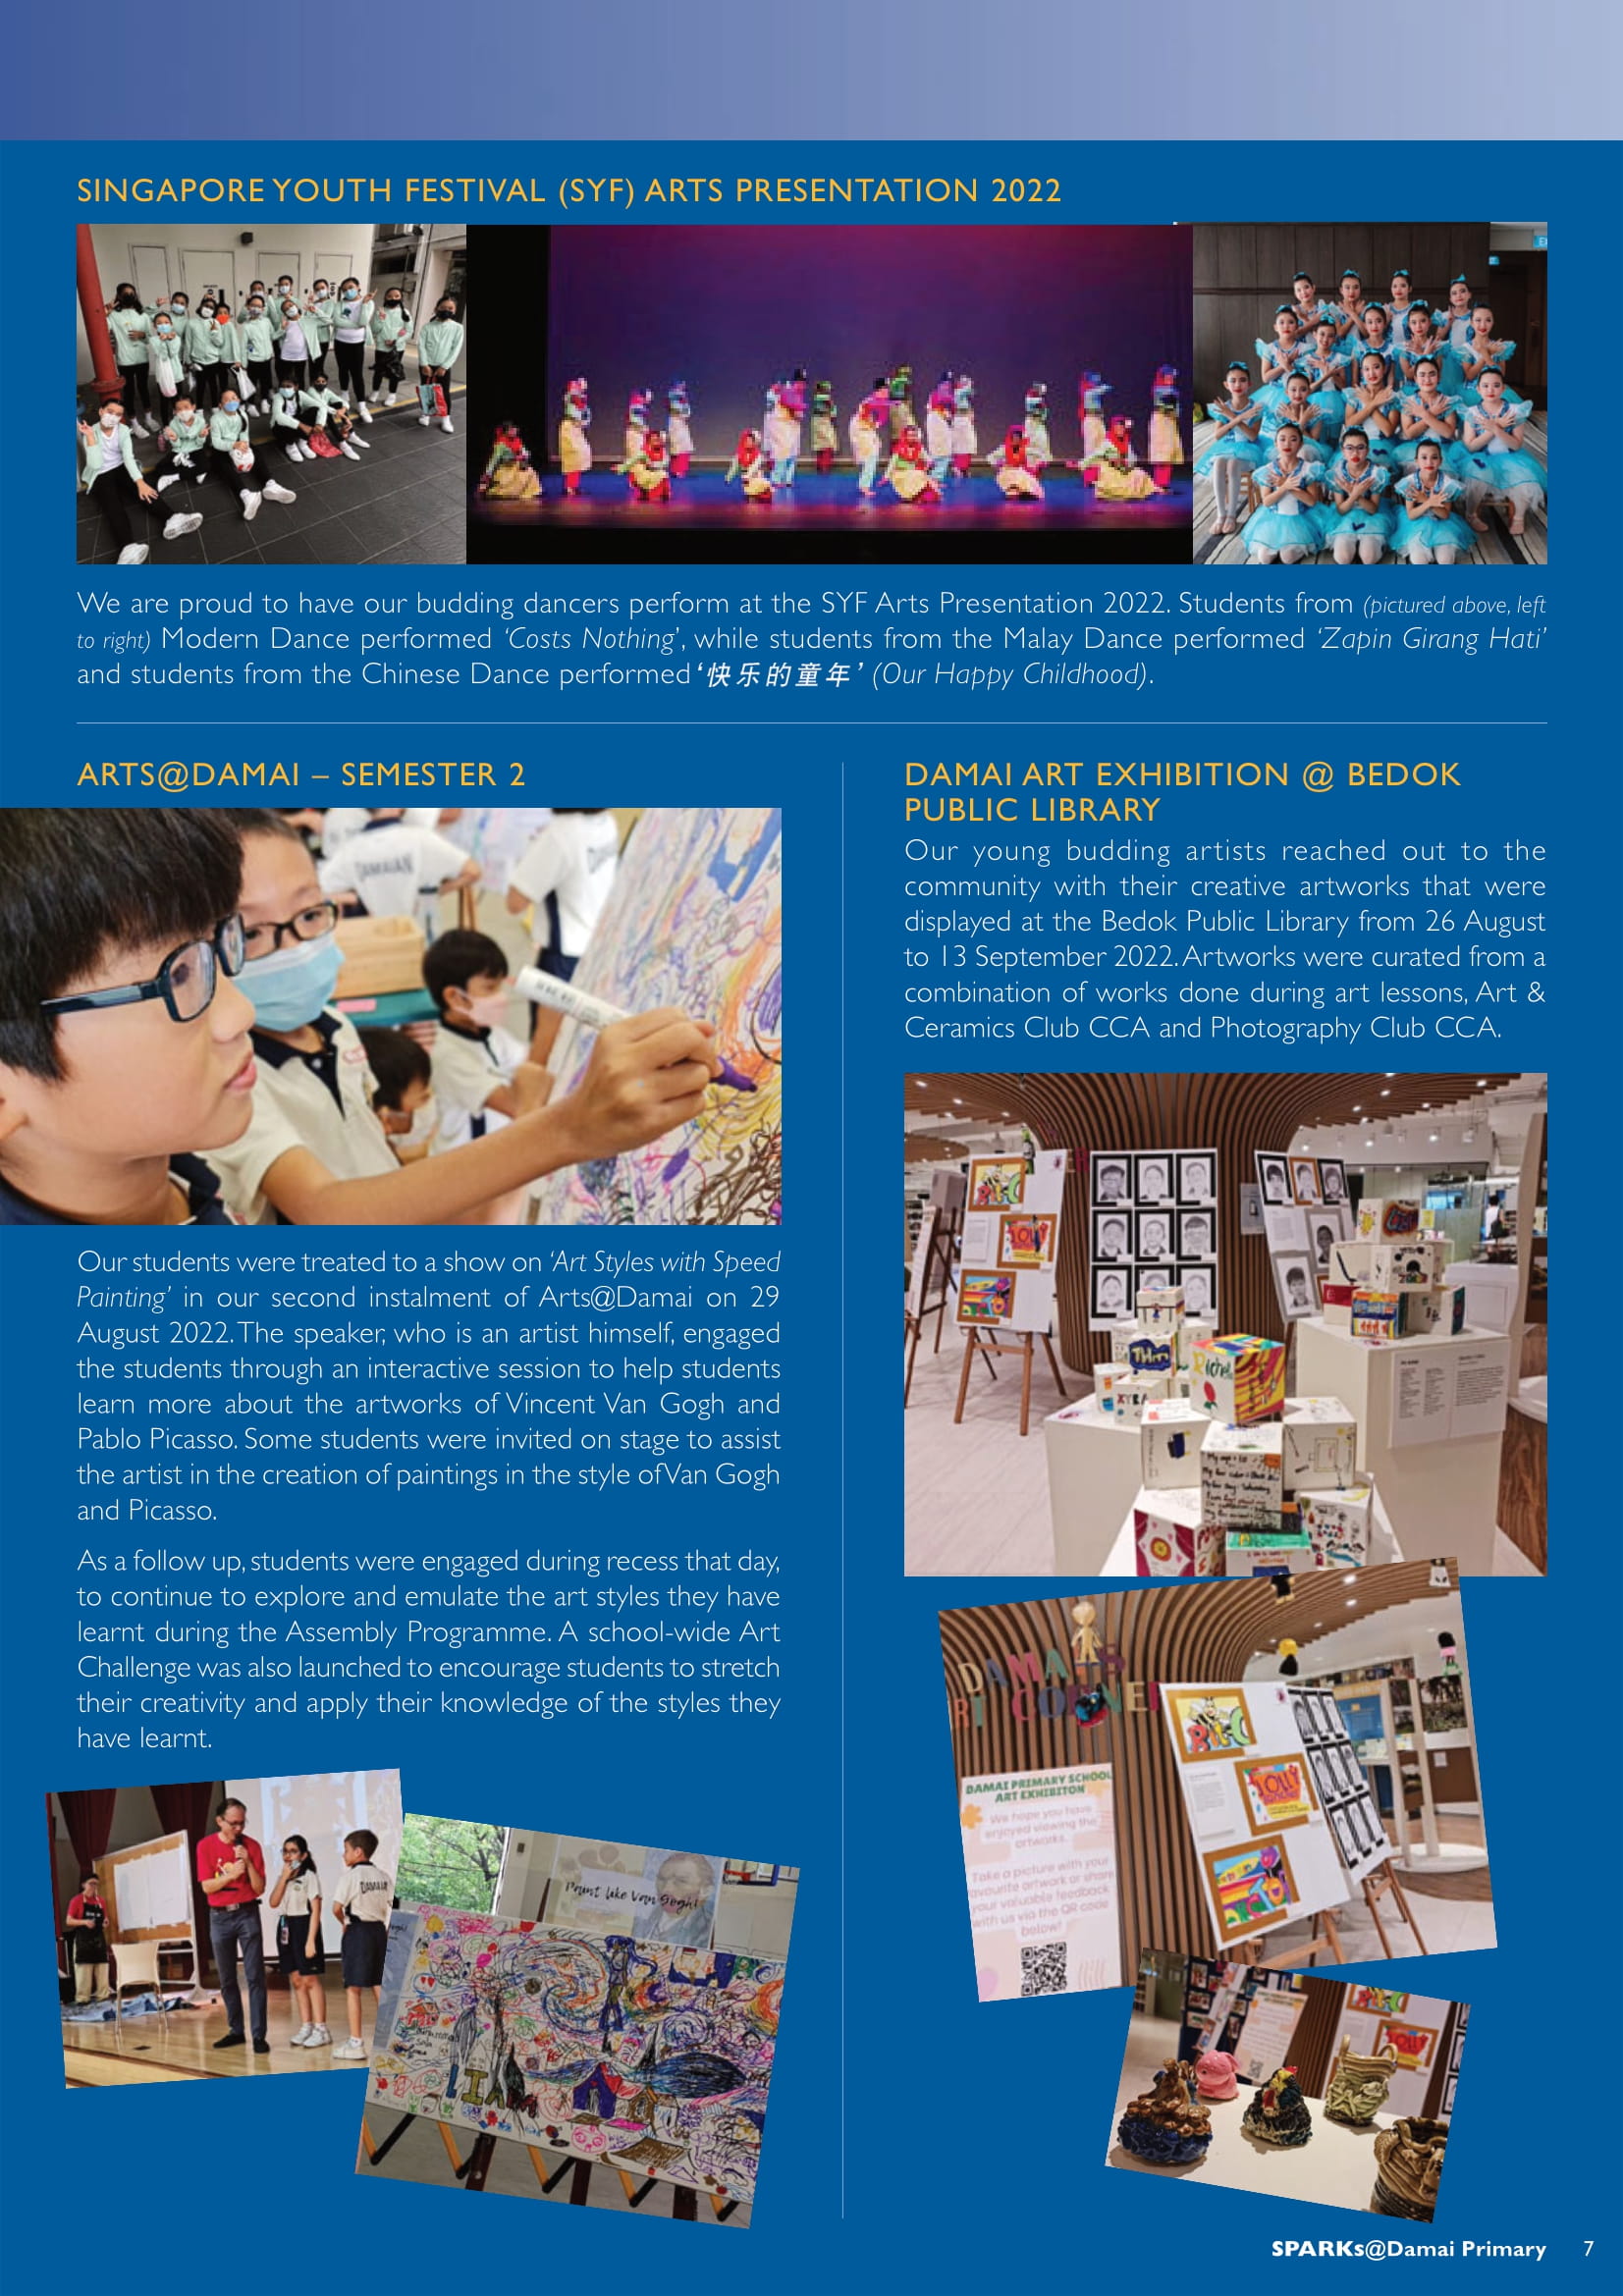 SINGAPORE YOUTH FESTIVAL (SYF) ARTS PRESENTATION 2022
We are proud to have our budding dancers perform at the SYF Arts Presentation 2022. Students from (pictured above, left
to right) Modern Dance performed ‘Costs Nothing’, while students from the Malay Dance performed ‘Zapin Girang Hati’
and students from the Chinese Dance performed ‘快乐的童年’ (Our Happy Childhood).
ARTS@DAMAI – SEMESTER 2
DAMAIAN
Our students were treated to a show on ‘Art Styles with Speed
Painting’ in our second instalment of Arts@Damai on 29
August 2022. The speaker, who is an artist himself, engaged
the students through an interactive session to help students
learn more about the artworks of Vincent Van Gogh and
Pablo Picasso. Some students were invited on stage to assist
the artist in the creation of paintings in the style of Van Gogh
and Picasso.
As a follow up, students were engaged during recess that day,
to continue to explore and emulate the art styles they have
learnt during the Assembly Programme. A school-wide Art
Challenge was also launched to encourage students to stretch
their creativity and apply their knowledge of the styles they
have learnt.
Paint like Van Gogh!
LIAM
DAMAI ART EXHIBITION @ BEDOK
PUBLIC LIBRARY
Our young budding artists reached out to the
community with their creative artworks that were
displayed at the Bedok Public Library from 26 August
to 13 September 2022. Artworks were curated from a
combination of works done during art lessons, Art &
Ceramics Club CCA and Photography Club CCA.
KYRA
DAMAI'S
ART CORNER
DAMAI PRIMARY SCHOOL
ART EXHIBITON
We hope you have
enjoyed viewing the
artworks.
Take a picture with your
favourite artwork or share
your valuable feedback
with us via the QR code
below!
SPARKs@Damai Primary 7